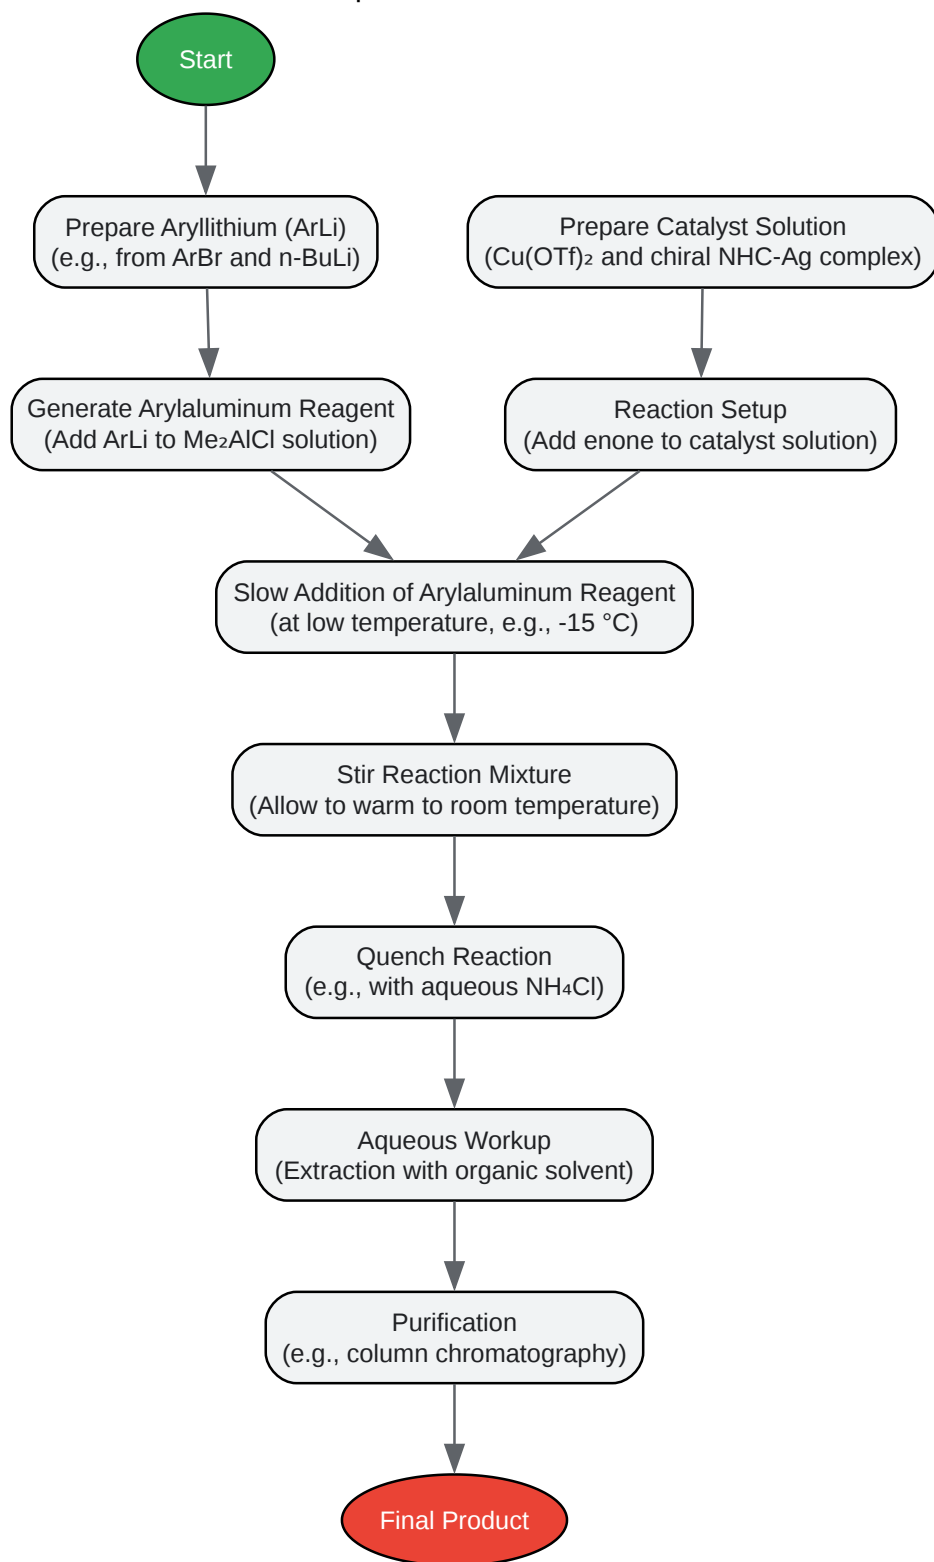 Start
Prepare Aryllithium (ArLi)
(e.g., from ArBr and n-BuLi)
Prepare Catalyst Solution
(Cu(OTf)₂ and chiral NHC-Ag complex)
Generate Arylaluminum Reagent
(Add ArLi to Me₂AlCl solution)
Reaction Setup
(Add enone to catalyst solution)
Slow Addition of Arylaluminum Reagent
(at low temperature, e.g., -15 °C)
Stir Reaction Mixture
(Allow to warm to room temperature)
Quench Reaction
(e.g., with aqueous NH₄Cl)
Aqueous Workup
(Extraction with organic solvent)
Purification
(e.g., column chromatography)
Final Product